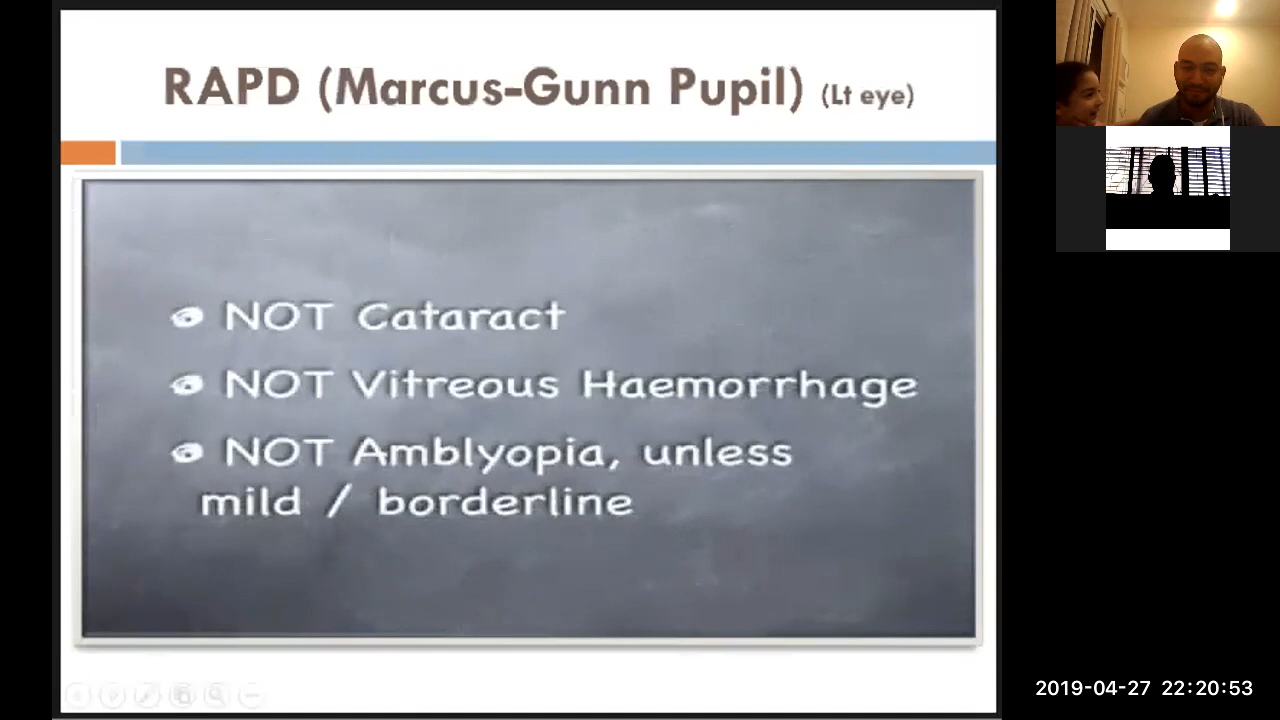 RAPD (Marcus-Gunn Pupil) (Lt eye)
NOT Cataract
NOT Vitreous Haemorrhage
NOT Amblyopia, unless
mild / borderline
2019-04-27 22:20:53